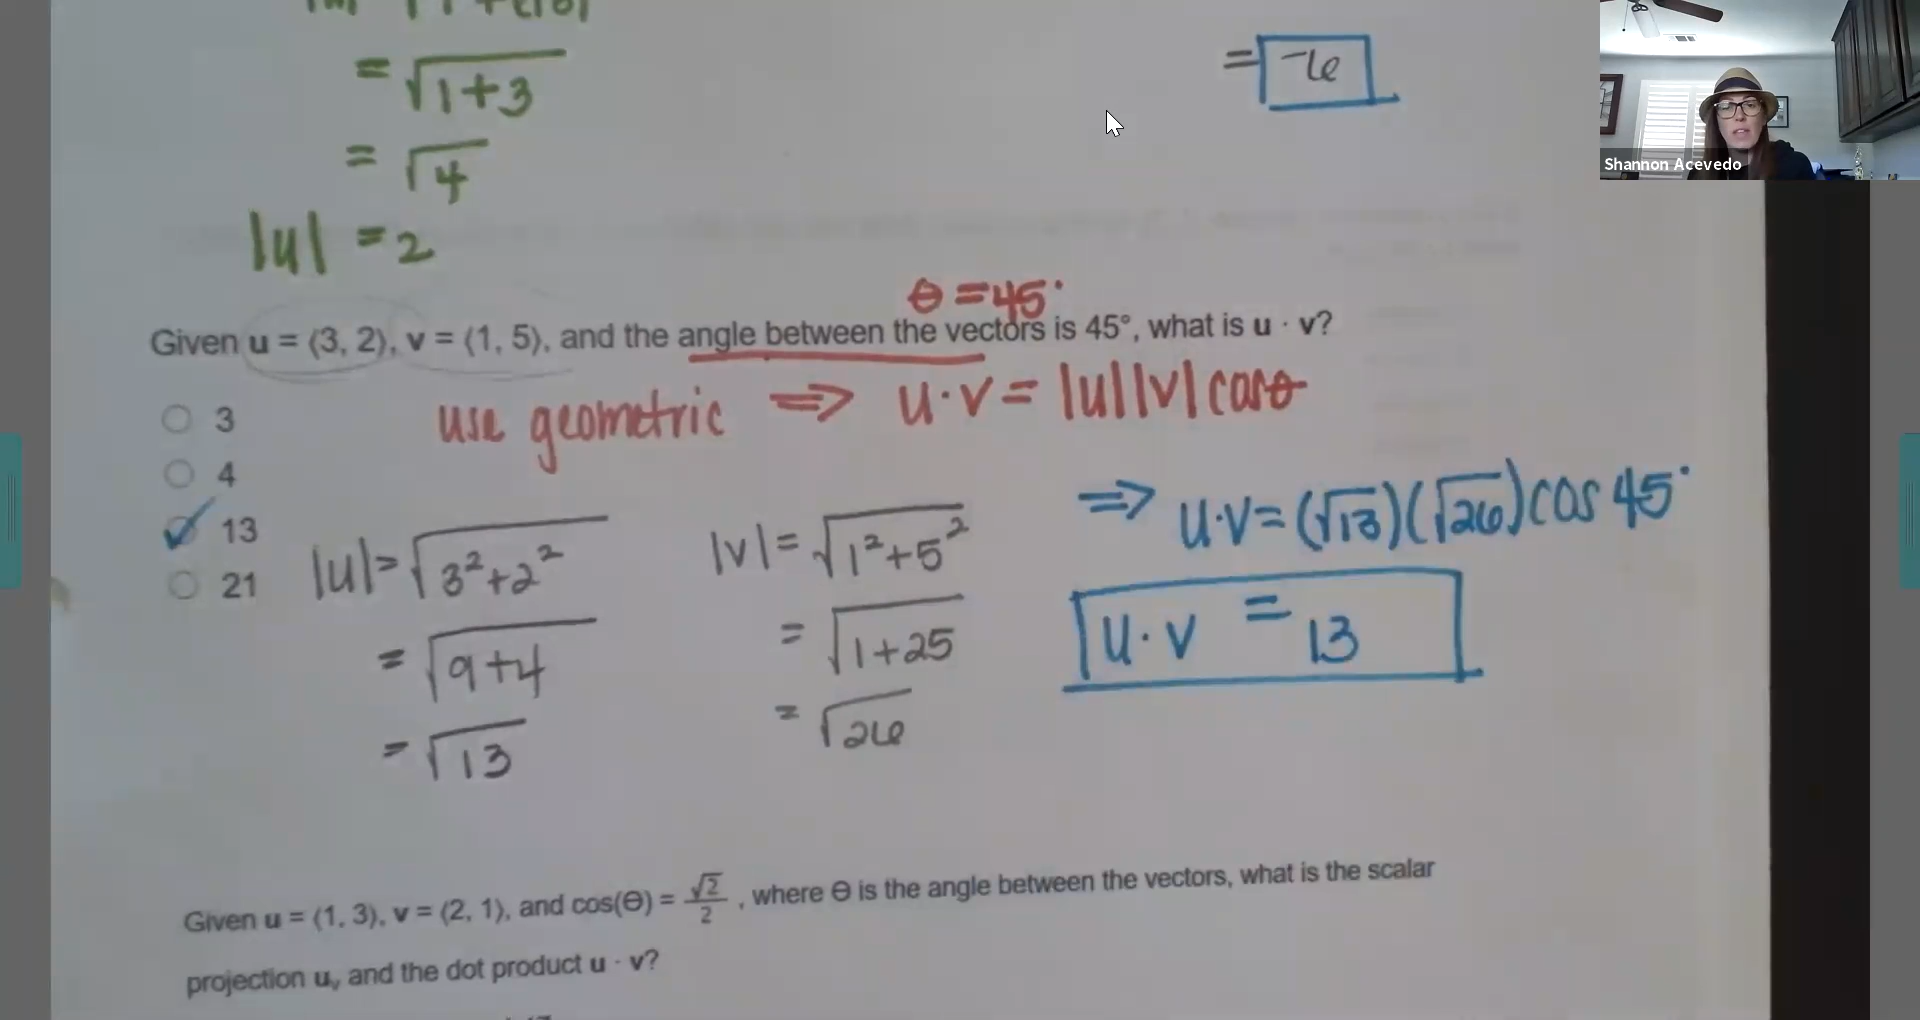 = √1+3
= √4
|u| = 2
= -6
Shannon Acevedo
θ = 45°
Given u = ⟨3, 2⟩, v = ⟨1, 5⟩, and the angle between the vectors is 45°, what is u · v?
use geometric ⟹ u·v = |u||v| cosθ
3
4
13
21
|u| = √3²+2²
= √9+4
= √13
|v| = √1²+5²
= √1+25
= √26
⟹ u·v = (√13)(√26) cos 45°
u·v = 13
Given u = ⟨1, 3⟩, v = ⟨2, 1⟩, and cos(Θ) = √2/2, where Θ is the angle between the vectors, what is the scalar
projection uᵥ and the dot product u · v?